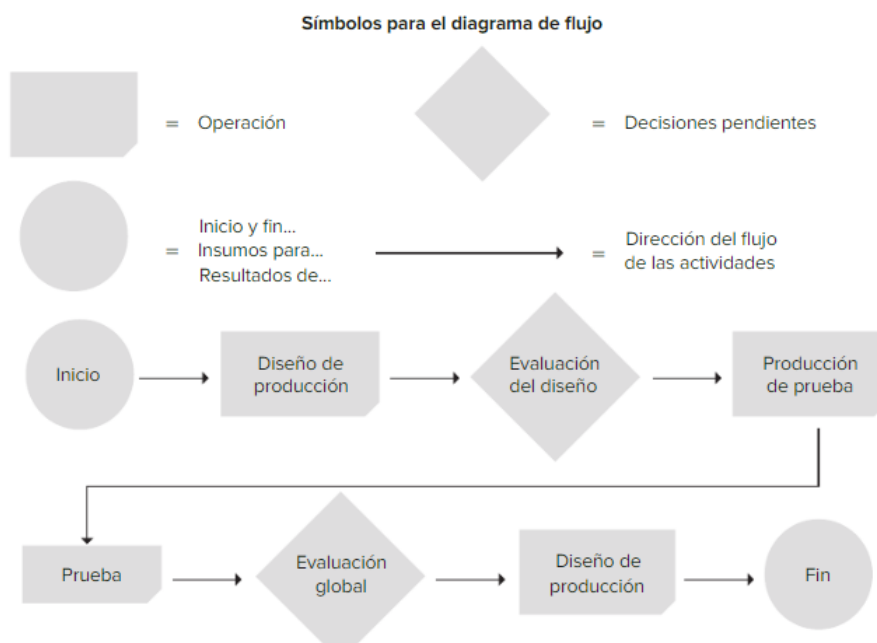 Símbolos para el diagrama de flujo
= Operación
= Decisiones pendientes
Inicio y fin...
= Insumos para...
Resultados de...
= Dirección del flujo
de las actividades
Inicio
Diseño de
producción
Evaluación
del diseño
Producción
de prueba
Prueba
Evaluación
global
Diseño de
producción
Fin